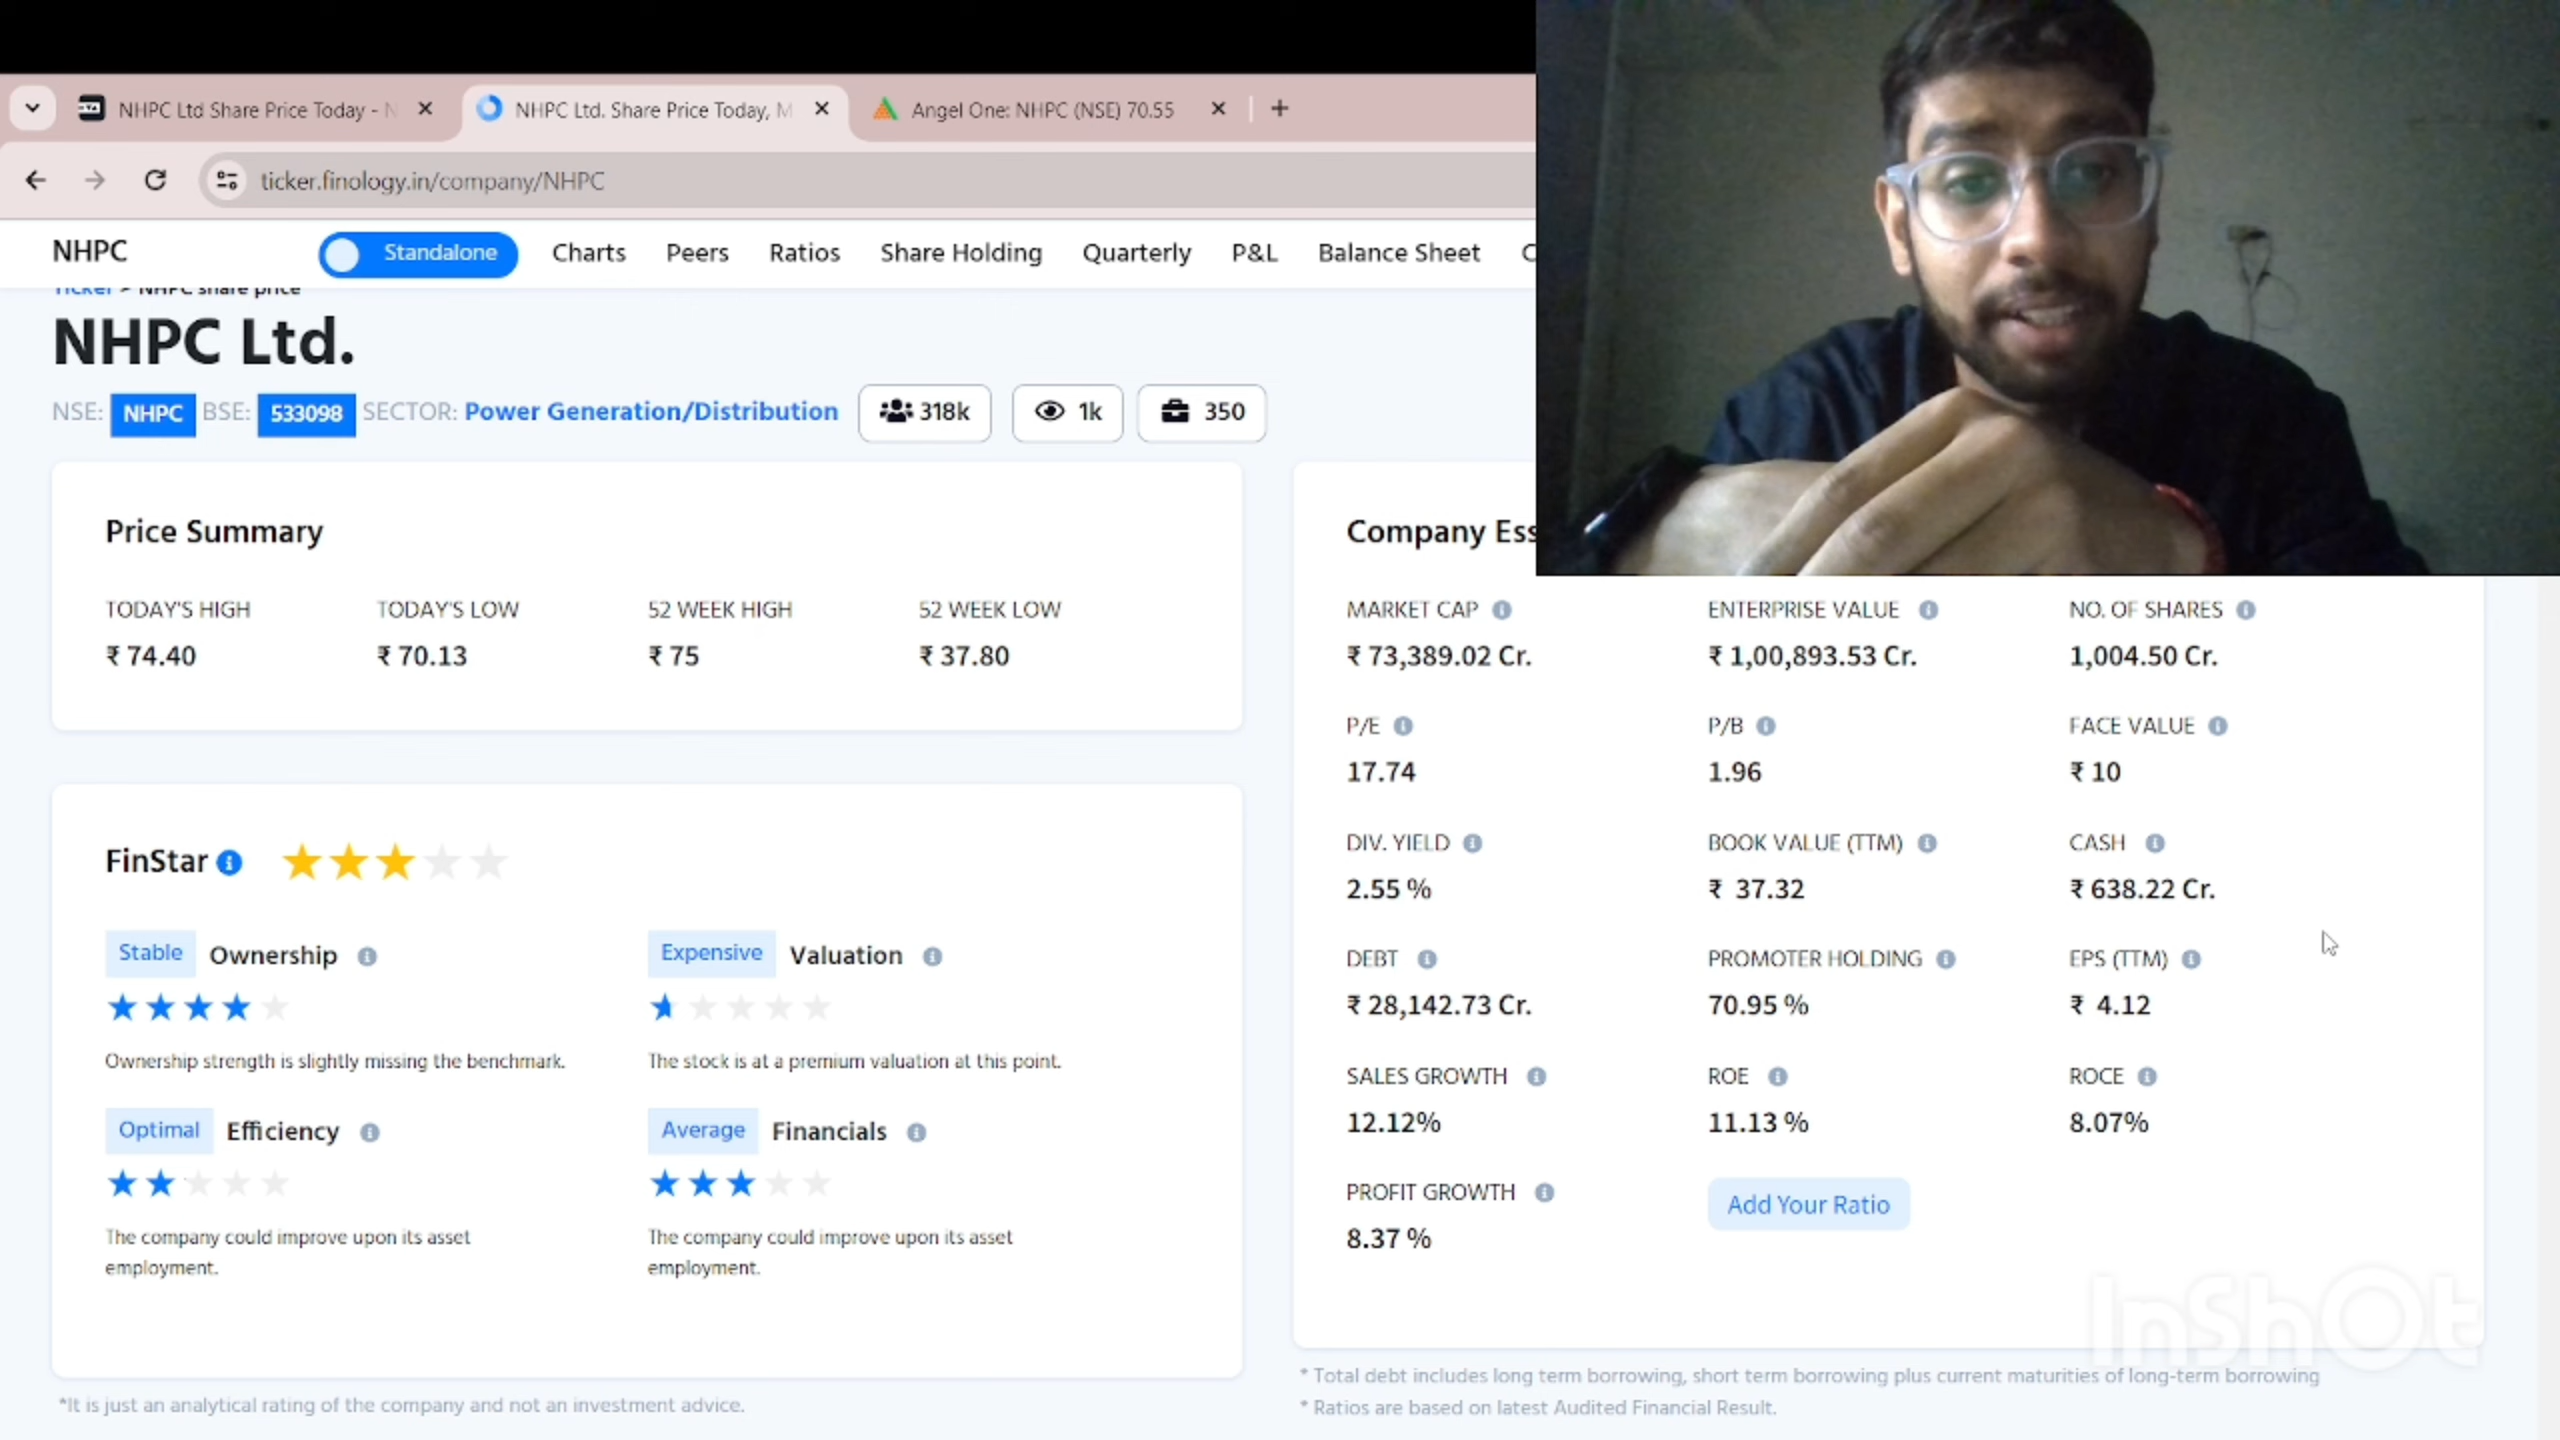 NHPC Ltd Share Price Today - N
NHPC Ltd. Share Price Today, M
Angel One: NHPC (NSE) 70.55
ticker.finology.in/company/NHPC
NHPC Standalone Charts Peers Ratios Share Holding Quarterly P&L Balance Sheet C
Ticker > NHPC share price
NHPC Ltd.
NSE: NHPC BSE: 533098 SECTOR: Power Generation/Distribution 318k 1k 350
Price Summary
TODAY'S HIGH TODAY'S LOW 52 WEEK HIGH 52 WEEK LOW
₹ 74.40 ₹ 70.13 ₹ 75 ₹ 37.80
FinStar
Stable Ownership Expensive Valuation
Ownership strength is slightly missing the benchmark. The stock is at a premium valuation at this point.
Optimal Efficiency Average Financials
The company could improve upon its asset The company could improve upon its asset
employment. employment.
*It is just an analytical rating of the company and not an investment advice.
Company Ess
MARKET CAP ENTERPRISE VALUE NO. OF SHARES
₹ 73,389.02 Cr. ₹ 1,00,893.53 Cr. 1,004.50 Cr.
P/E P/B FACE VALUE
17.74 1.96 ₹ 10
DIV. YIELD BOOK VALUE (TTM) CASH
2.55 % ₹ 37.32 ₹ 638.22 Cr.
DEBT PROMOTER HOLDING EPS (TTM)
₹ 28,142.73 Cr. 70.95 % ₹ 4.12
SALES GROWTH ROE ROCE
12.12% 11.13 % 8.07%
PROFIT GROWTH Add Your Ratio
8.37 %
InShOt
* Total debt includes long term borrowing, short term borrowing plus current maturities of long-term borrowing
* Ratios are based on latest Audited Financial Result.